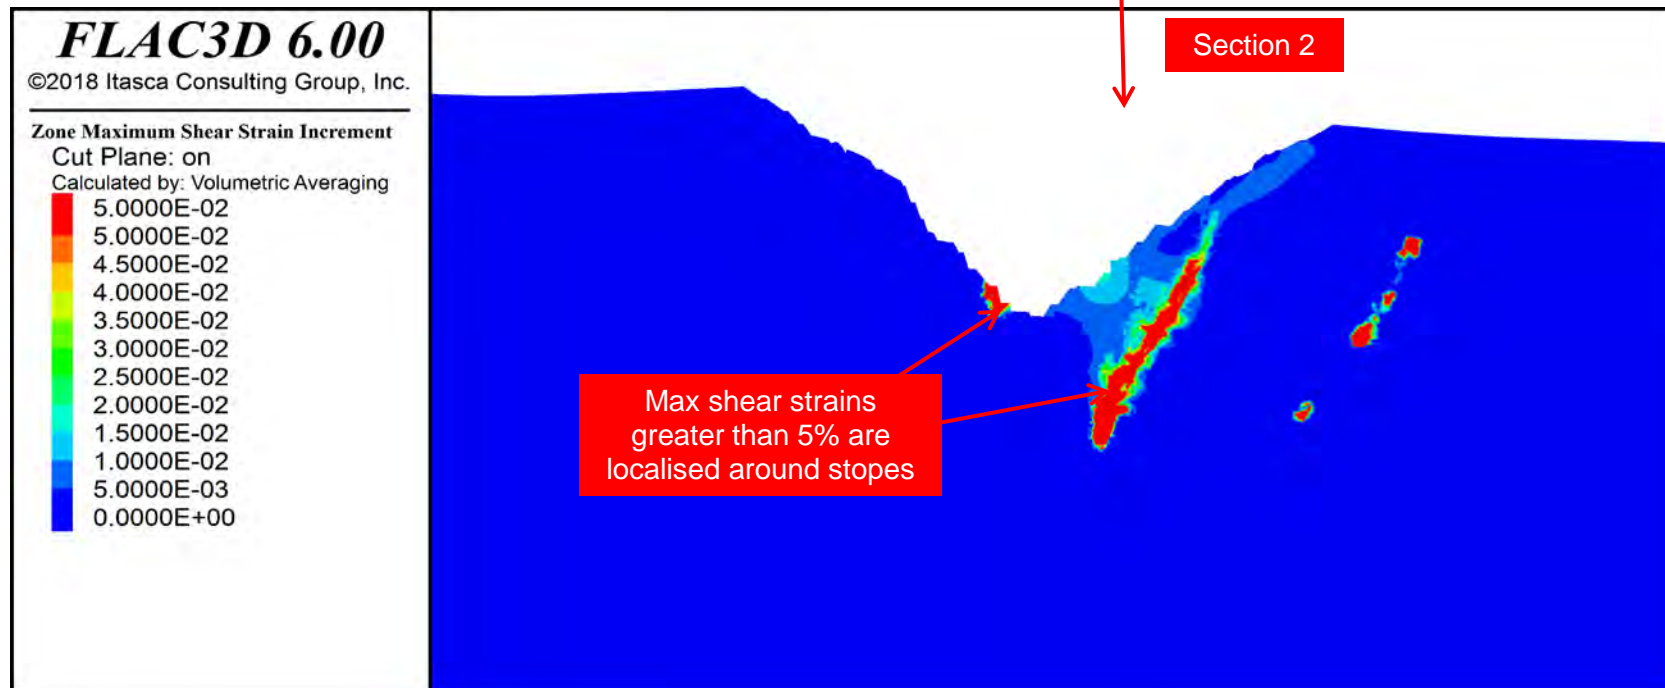 FLAC3D 6.00
©2018 Itasca Consulting Group, Inc.
Zone Maximum Shear Strain Increment
Cut Plane: on
Calculated by: Volumetric Averaging
5.0000E-02
5.0000E-02
4.5000E-02
4.0000E-02
3.5000E-02
3.0000E-02
2.5000E-02
2.0000E-02
1.5000E-02
1.0000E-02
5.0000E-03
0.0000E+00
Section 2
Max shear strains
greater than 5% are
localised around stopes